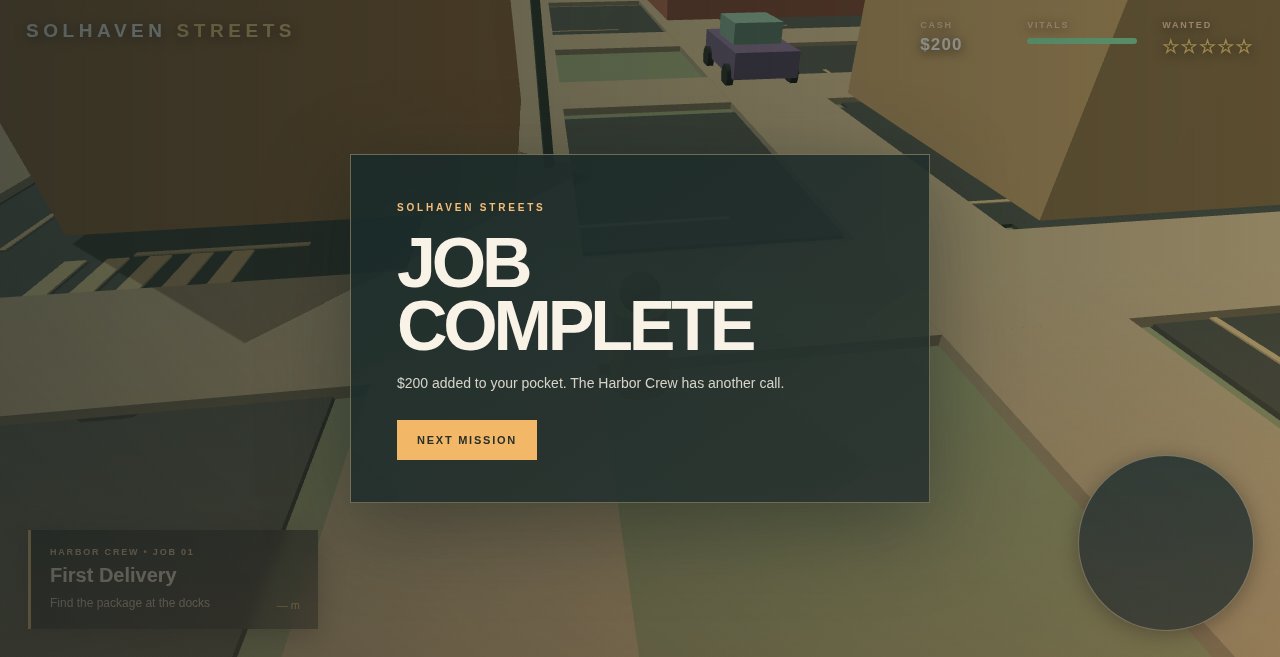 SOLHAVEN STREETS
CASH
$200
VITALS
WANTED
☆☆☆☆☆
SOLHAVEN STREETS
JOB
COMPLETE
$200 added to your pocket. The Harbor Crew has another call.
NEXT MISSION
HARBOR CREW • JOB 01
First Delivery
Find the package at the docks
— m